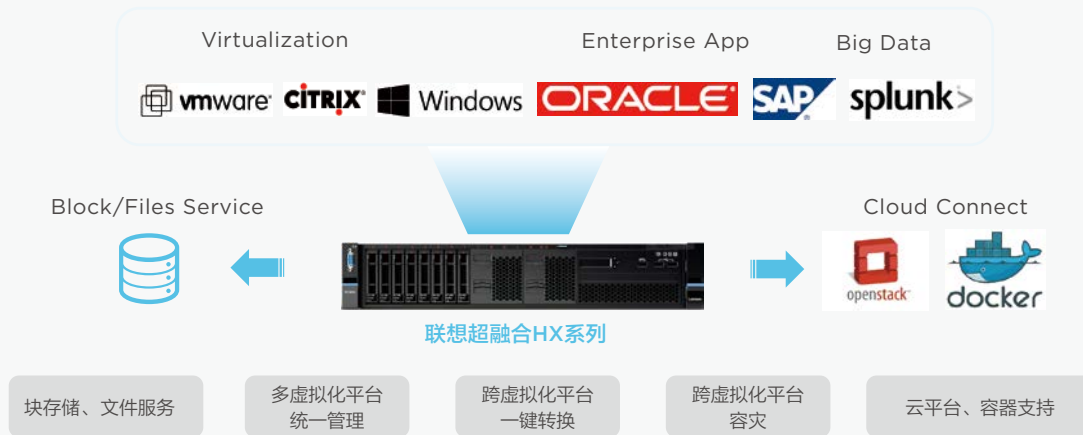 Virtualization
Enterprise App
Big Data
vmware
CITRIX
Windows
ORACLE
SAP
splunk>
Block/Files Service
Cloud Connect
openstack
docker
联想超融合HX系列
块存储、文件服务
多虚拟化平台
统一管理
跨虚拟化平台
一键转换
跨虚拟化平台
容灾
云平台、容器支持